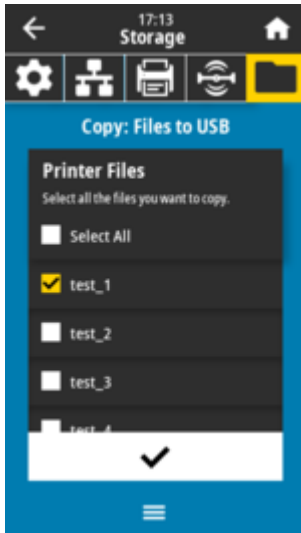 17:13
Storage
Copy: Files to USB
Printer Files
Select all the files you want to copy.
Select All
test_1
test_2
test_3
test_4